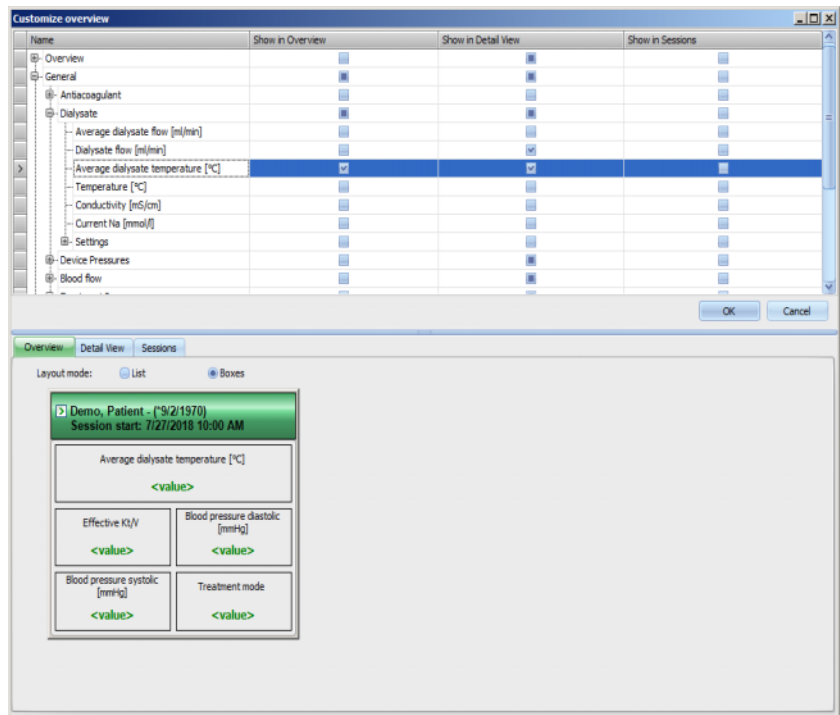 Customize overview
Name Show in Overview Show in Detail View Show in Sessions
Overview
General
Antiacoagulant
Dialysate
Average dialysate flow [ml/min]
Dialysate flow [ml/min]
Average dialysate temperature [°C]
Temperature [°C]
Conductivity [mS/cm]
Current Na [mmol/l]
Settings
Device Pressures
Blood flow
OK Cancel
Overview Detail View Sessions
Layout mode: List Boxes
Demo, Patient - (*9/2/1970)
Session start: 7/27/2018 10:00 AM
Average dialysate temperature [°C]
<value>
Effective Kt/V
<value>
Blood pressure diastolic
[mmHg]
<value>
Blood pressure systolic
[mmHg]
<value>
Treatment mode
<value>